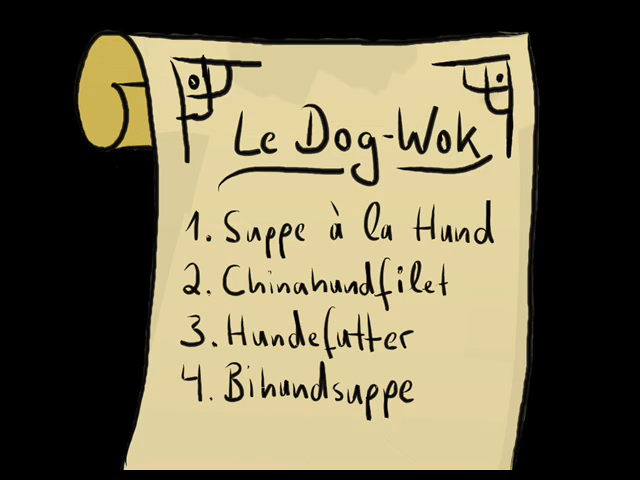 Le Dog-Wok
1. Suppe à la Hund
2. Chinahundfilet
3. Hundefutter
4. Bihundsuppe